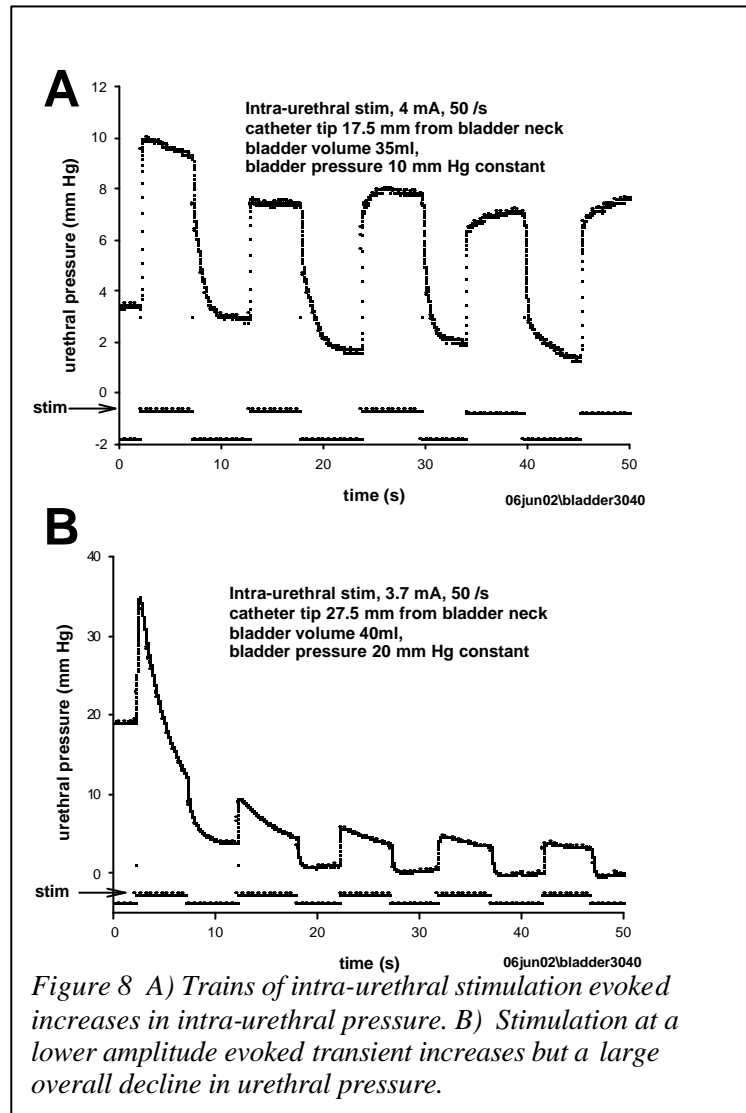 A
Intra-urethral stim, 4 mA, 50 /s
catheter tip 17.5 mm from bladder neck
bladder volume 35ml,
bladder pressure 10 mm Hg constant
urethral pressure (mm Hg)
12
10
8
6
4
2
0
-2
stim
0 10 20 30 40 50
time (s)
06jun02\bladder3040
B
Intra-urethral stim, 3.7 mA, 50 /s
catheter tip 27.5 mm from bladder neck
bladder volume 40ml,
bladder pressure 20 mm Hg constant
urethral pressure (mm Hg)
40
30
20
10
0
stim
0 10 20 30 40 50
time (s)
06jun02\bladder3040
Figure 8 A) Trains of intra-urethral stimulation evoked
increases in intra-urethral pressure. B) Stimulation at a
lower amplitude evoked transient increases but a large
overall decline in urethral pressure.